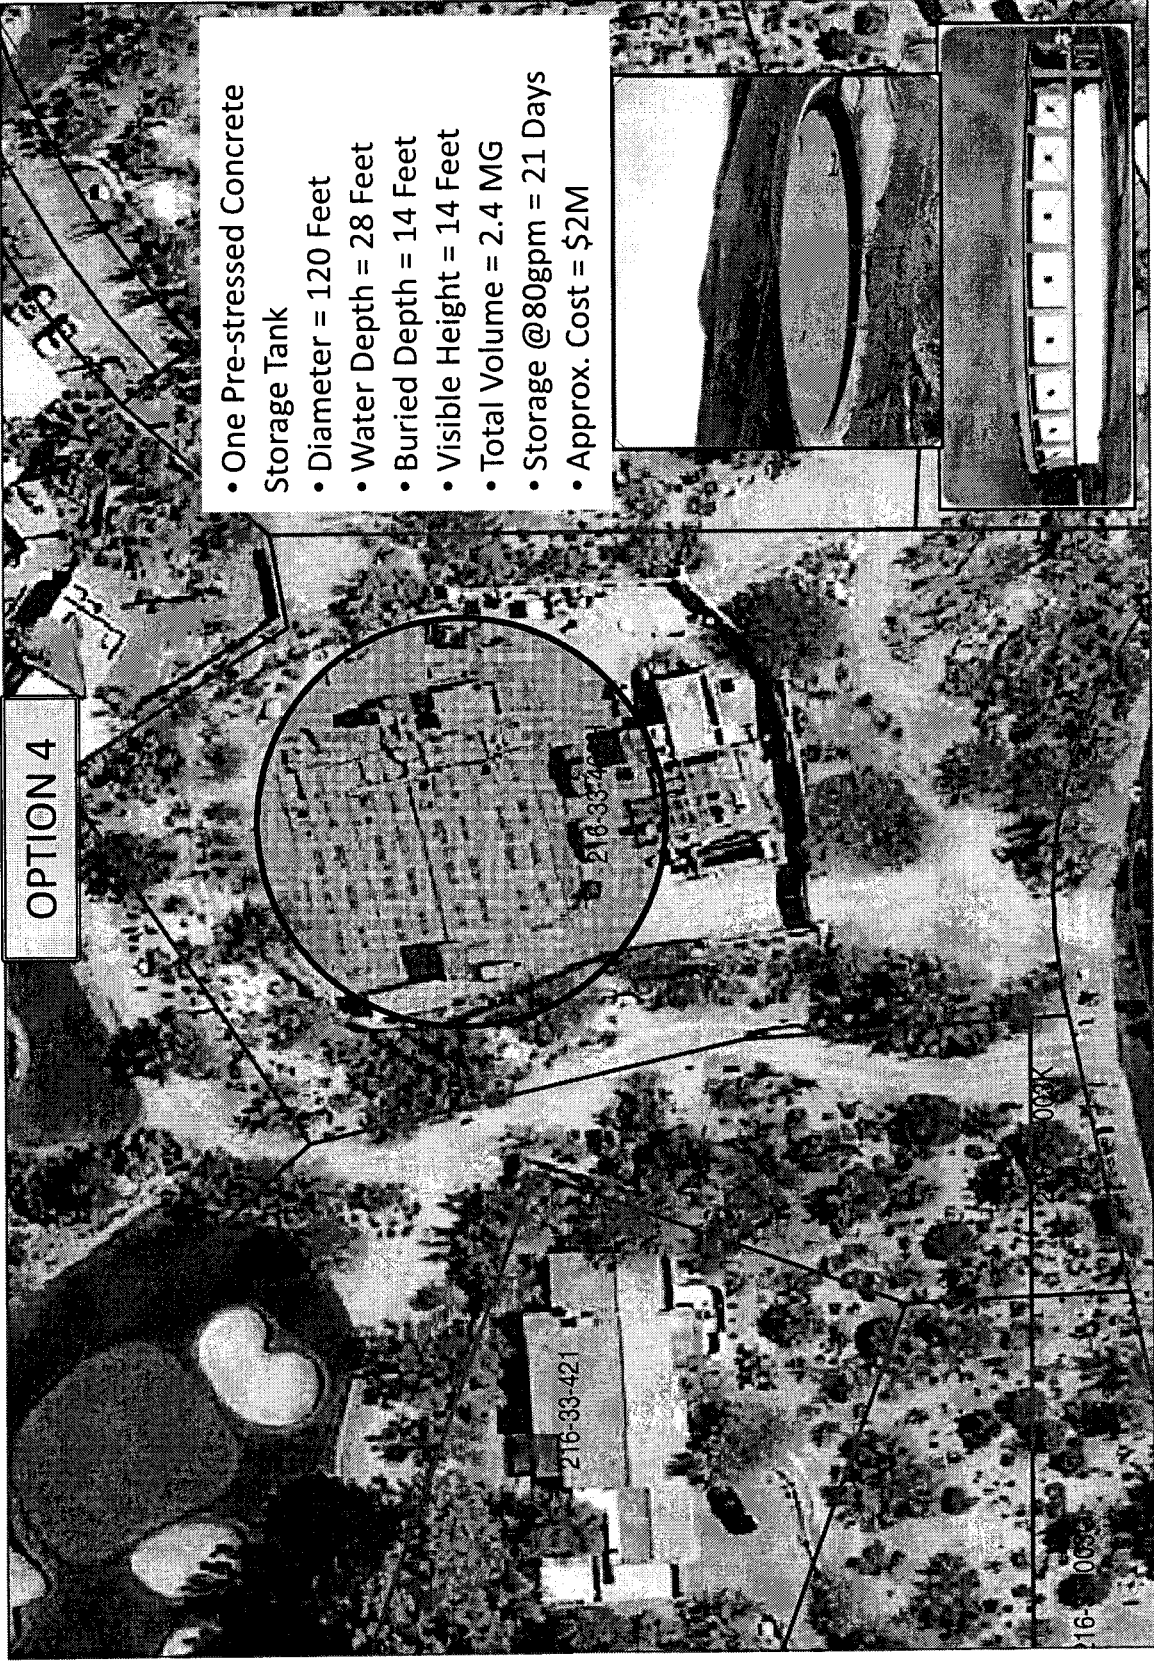 OPTION 4
• One Pre-stressed Concrete
Storage Tank
• Diameter = 120 Feet
• Water Depth = 28 Feet
• Buried Depth = 14 Feet
• Visible Height = 14 Feet
• Total Volume = 2.4 MG
• Storage @80gpm = 21 Days
• Approx. Cost = $2M
216-33-421